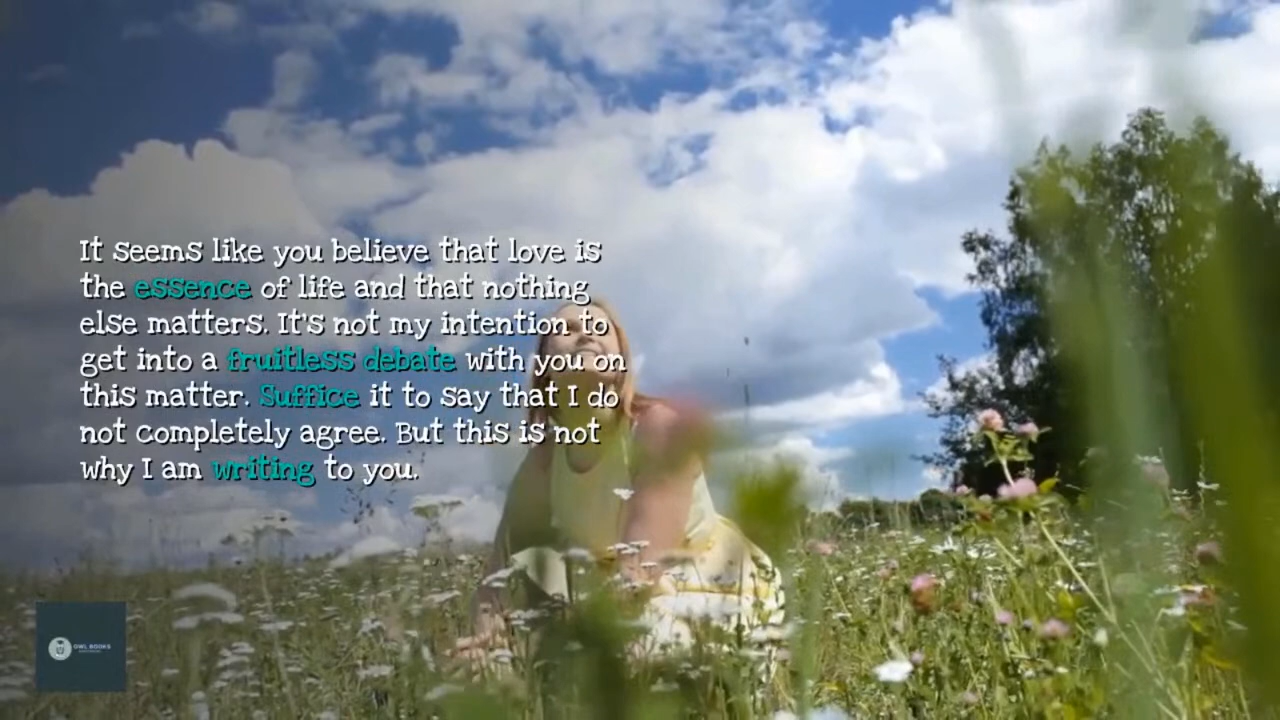 It seems like you believe that love is
the essence of life and that nothing
else matters. It's not my intention to
get into a fruitless debate with you on
this matter. Suffice it to say that I do
not completely agree. But this is not
why I am writing to you.
OWL BOOKS